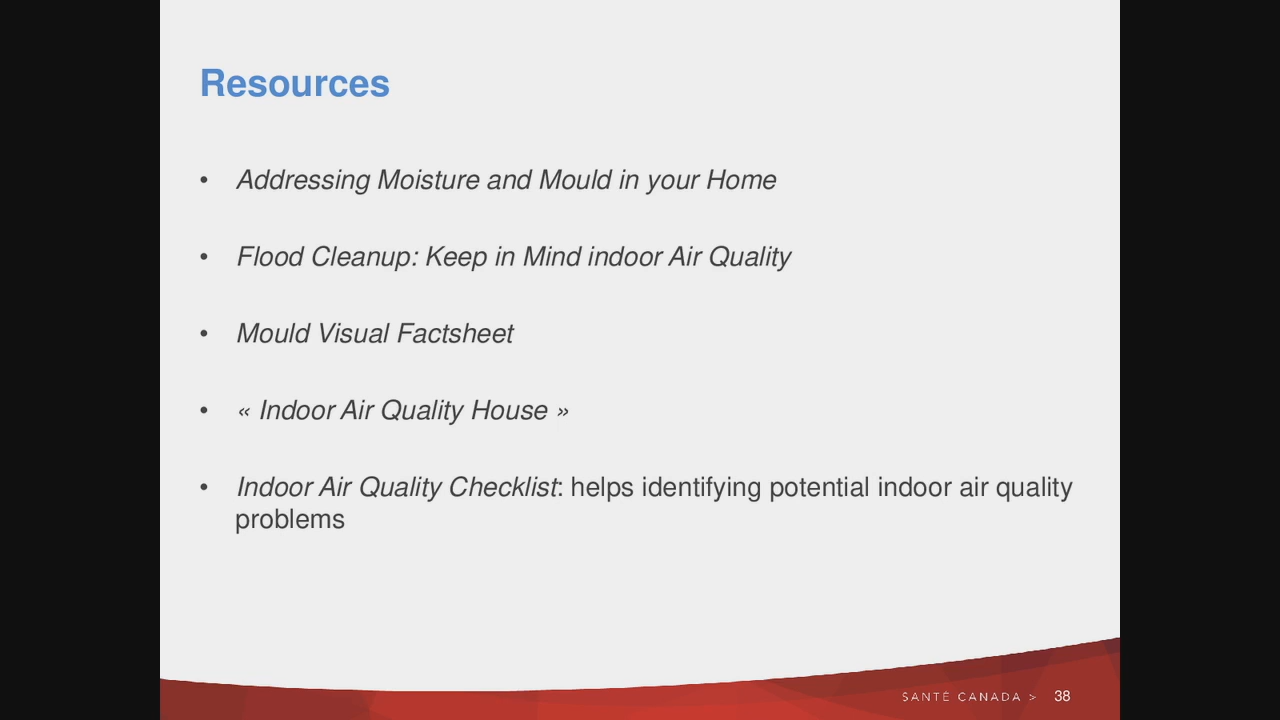 Resources
• Addressing Moisture and Mould in your Home
• Flood Cleanup: Keep in Mind indoor Air Quality
• Mould Visual Factsheet
• « Indoor Air Quality House »
• Indoor Air Quality Checklist: helps identifying potential indoor air quality
problems
SANTÉ CANADA > 38